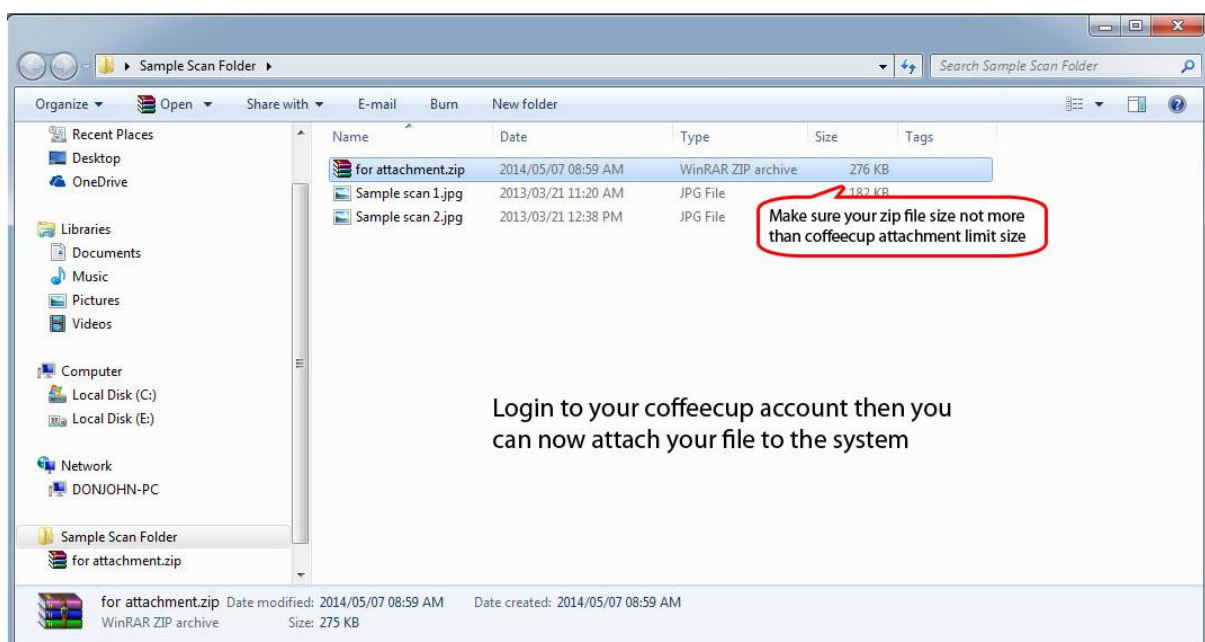 Sample Scan Folder
Search Sample Scan Folder
Organize Open Share with E-mail Burn New folder
Recent Places
Desktop
OneDrive
Libraries
Documents
Music
Pictures
Videos
Computer
Local Disk (C:)
Local Disk (E:)
Network
DONJOHN-PC
Sample Scan Folder
for attachment.zip
Name Date Type Size Tags
for attachment.zip 2014/05/07 08:59 AM WinRAR ZIP archive 276 KB
Sample scan 1.jpg 2013/03/21 11:20 AM JPG File 182 KB
Sample scan 2.jpg 2013/03/21 12:38 PM JPG File
Make sure your zip file size not more
than coffeecup attachment limit size
Login to your coffeecup account then you
can now attach your file to the system
for attachment.zip Date modified: 2014/05/07 08:59 AM Date created: 2014/05/07 08:59 AM
WinRAR ZIP archive Size: 275 KB